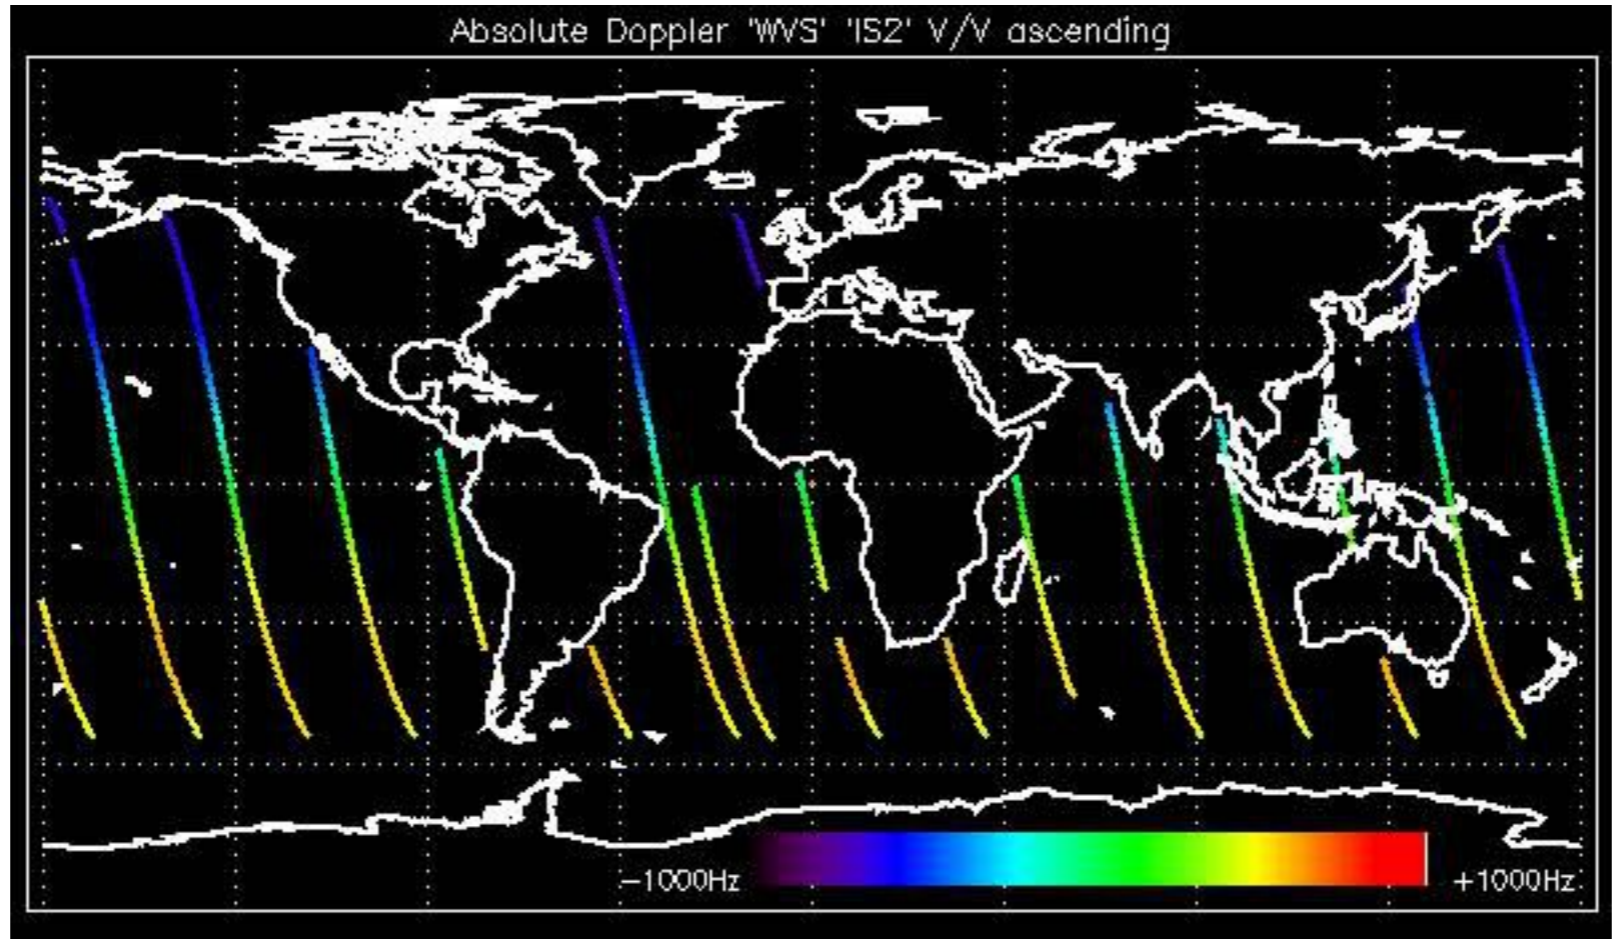 Absolute Doppler 'WVS' 'IS2' V/V ascending
−1000Hz
+1000Hz